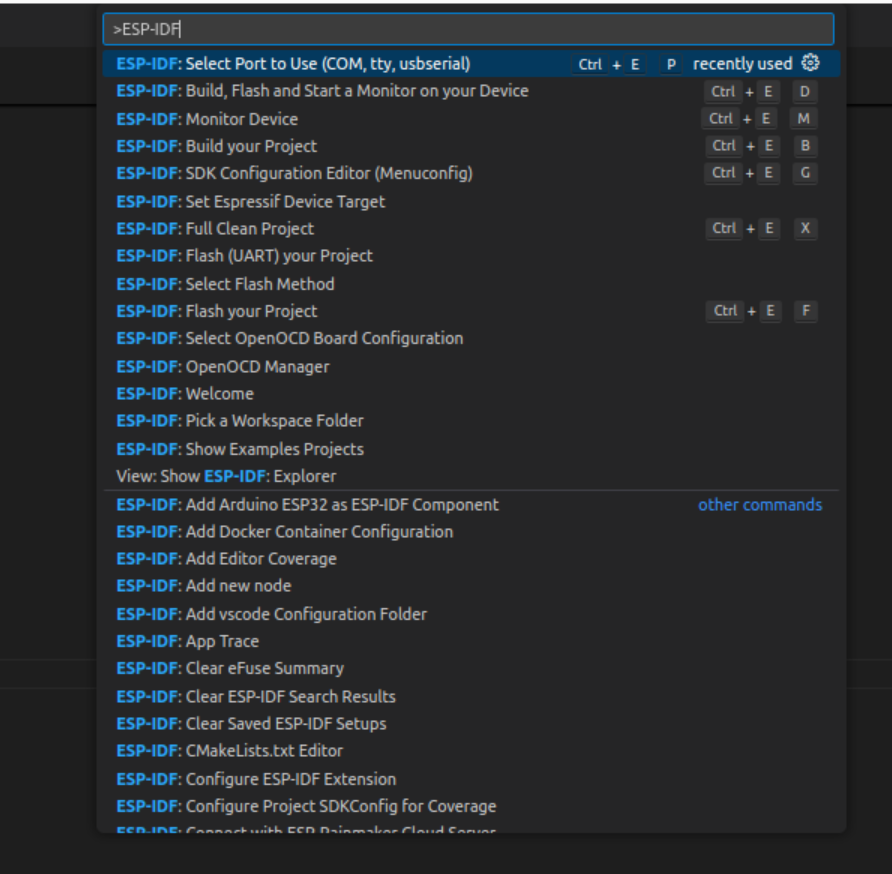 >ESP-IDF
ESP-IDF: Select Port to Use (COM, tty, usbserial) Ctrl + E P recently used
ESP-IDF: Build, Flash and Start a Monitor on your Device Ctrl + E D
ESP-IDF: Monitor Device Ctrl + E M
ESP-IDF: Build your Project Ctrl + E B
ESP-IDF: SDK Configuration Editor (Menuconfig) Ctrl + E G
ESP-IDF: Set Espressif Device Target
ESP-IDF: Full Clean Project Ctrl + E X
ESP-IDF: Flash (UART) your Project
ESP-IDF: Select Flash Method
ESP-IDF: Flash your Project Ctrl + E F
ESP-IDF: Select OpenOCD Board Configuration
ESP-IDF: OpenOCD Manager
ESP-IDF: Welcome
ESP-IDF: Pick a Workspace Folder
ESP-IDF: Show Examples Projects
View: Show ESP-IDF: Explorer
ESP-IDF: Add Arduino ESP32 as ESP-IDF Component other commands
ESP-IDF: Add Docker Container Configuration
ESP-IDF: Add Editor Coverage
ESP-IDF: Add new node
ESP-IDF: Add vscode Configuration Folder
ESP-IDF: App Trace
ESP-IDF: Clear eFuse Summary
ESP-IDF: Clear ESP-IDF Search Results
ESP-IDF: Clear Saved ESP-IDF Setups
ESP-IDF: CMakeLists.txt Editor
ESP-IDF: Configure ESP-IDF Extension
ESP-IDF: Configure Project SDKConfig for Coverage
ESP-IDF: Connect with ESP Rainmaker Cloud Server